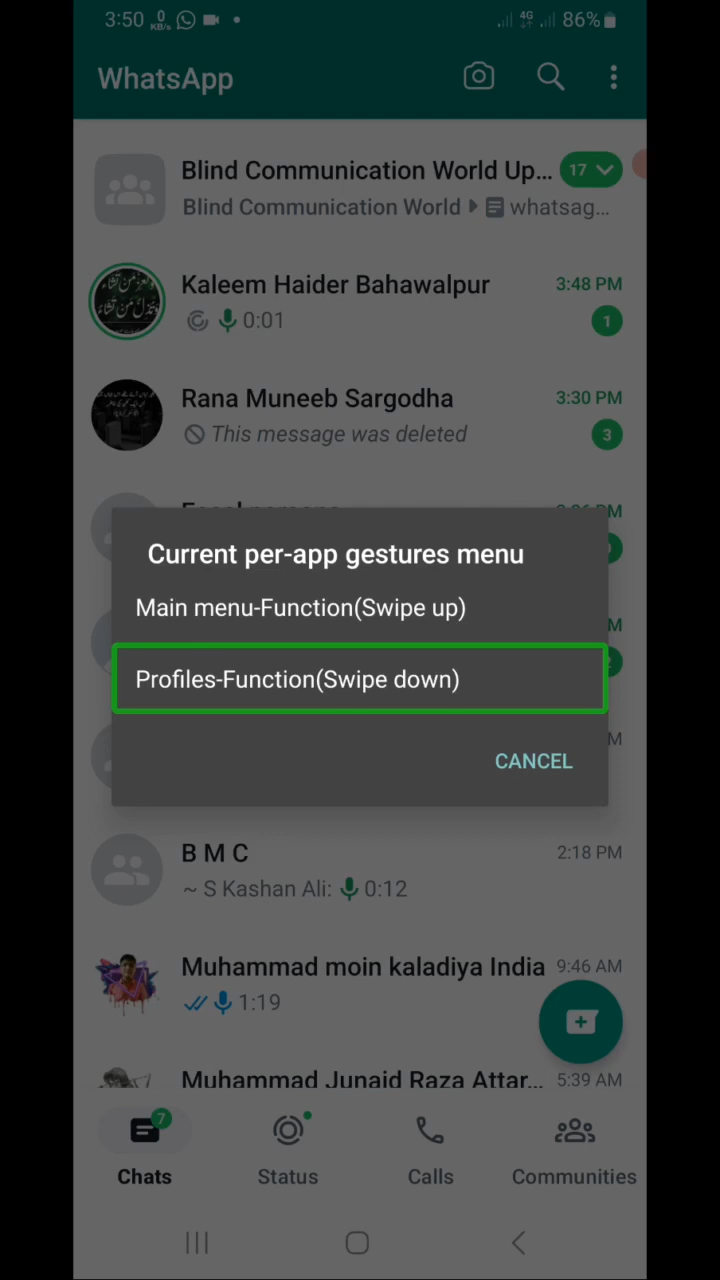 3:50 0 KB/s 4G 86%
WhatsApp
Blind Communication World Up... 17
Blind Communication World whatsag...
Kaleem Haider Bahawalpur 3:48 PM
0:01 1
Rana Muneeb Sargodha 3:30 PM
This message was deleted 3
Current per-app gestures menu
Main menu-Function(Swipe up)
Profiles-Function(Swipe down)
CANCEL
B M C 2:18 PM
~ S Kashan Ali: 0:12
Muhammad moin kaladiya India 9:46 AM
1:19
Muhammad Junaid Raza Attar... 5:39 AM
7
Chats Status Calls Communities